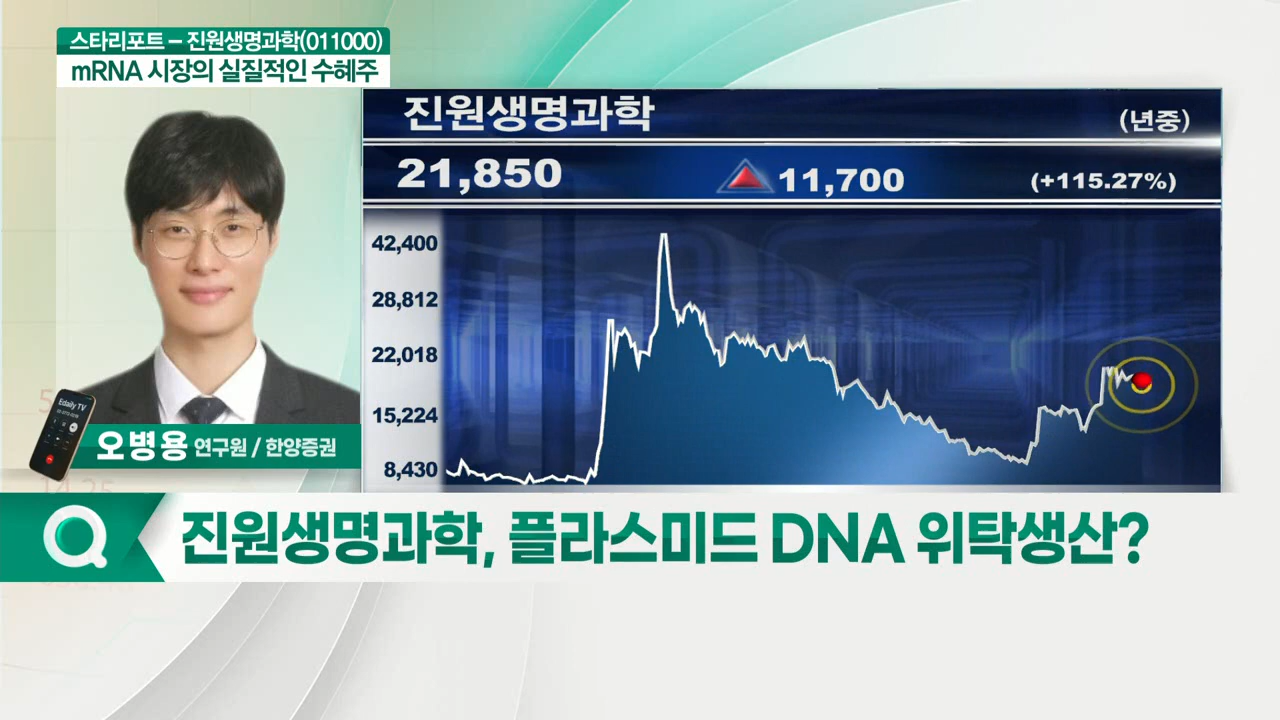 스타리포트 - 진원생명과학(011000)
mRNA 시장의 실질적인 수혜주
진원생명과학
(년중)
21,850
11,700
(+115.27%)
42,400
28,812
22,018
15,224
8,430
Edaily TV
오병용 연구원 / 한양증권
Q
진원생명과학, 플라스미드 DNA 위탁생산?